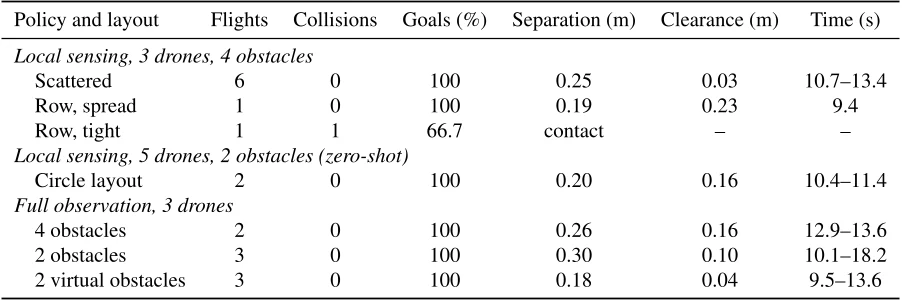 Policy and layout Flights Collisions Goals (%) Separation (m) Clearance (m) Time (s)
Local sensing, 3 drones, 4 obstacles
Scattered 6 0 100 0.25 0.03 10.7–13.4
Row, spread 1 0 100 0.19 0.23 9.4
Row, tight 1 1 66.7 contact – –
Local sensing, 5 drones, 2 obstacles (zero-shot)
Circle layout 2 0 100 0.20 0.16 10.4–11.4
Full observation, 3 drones
4 obstacles 2 0 100 0.26 0.16 12.9–13.6
2 obstacles 3 0 100 0.30 0.10 10.1–18.2
2 virtual obstacles 3 0 100 0.18 0.04 9.5–13.6